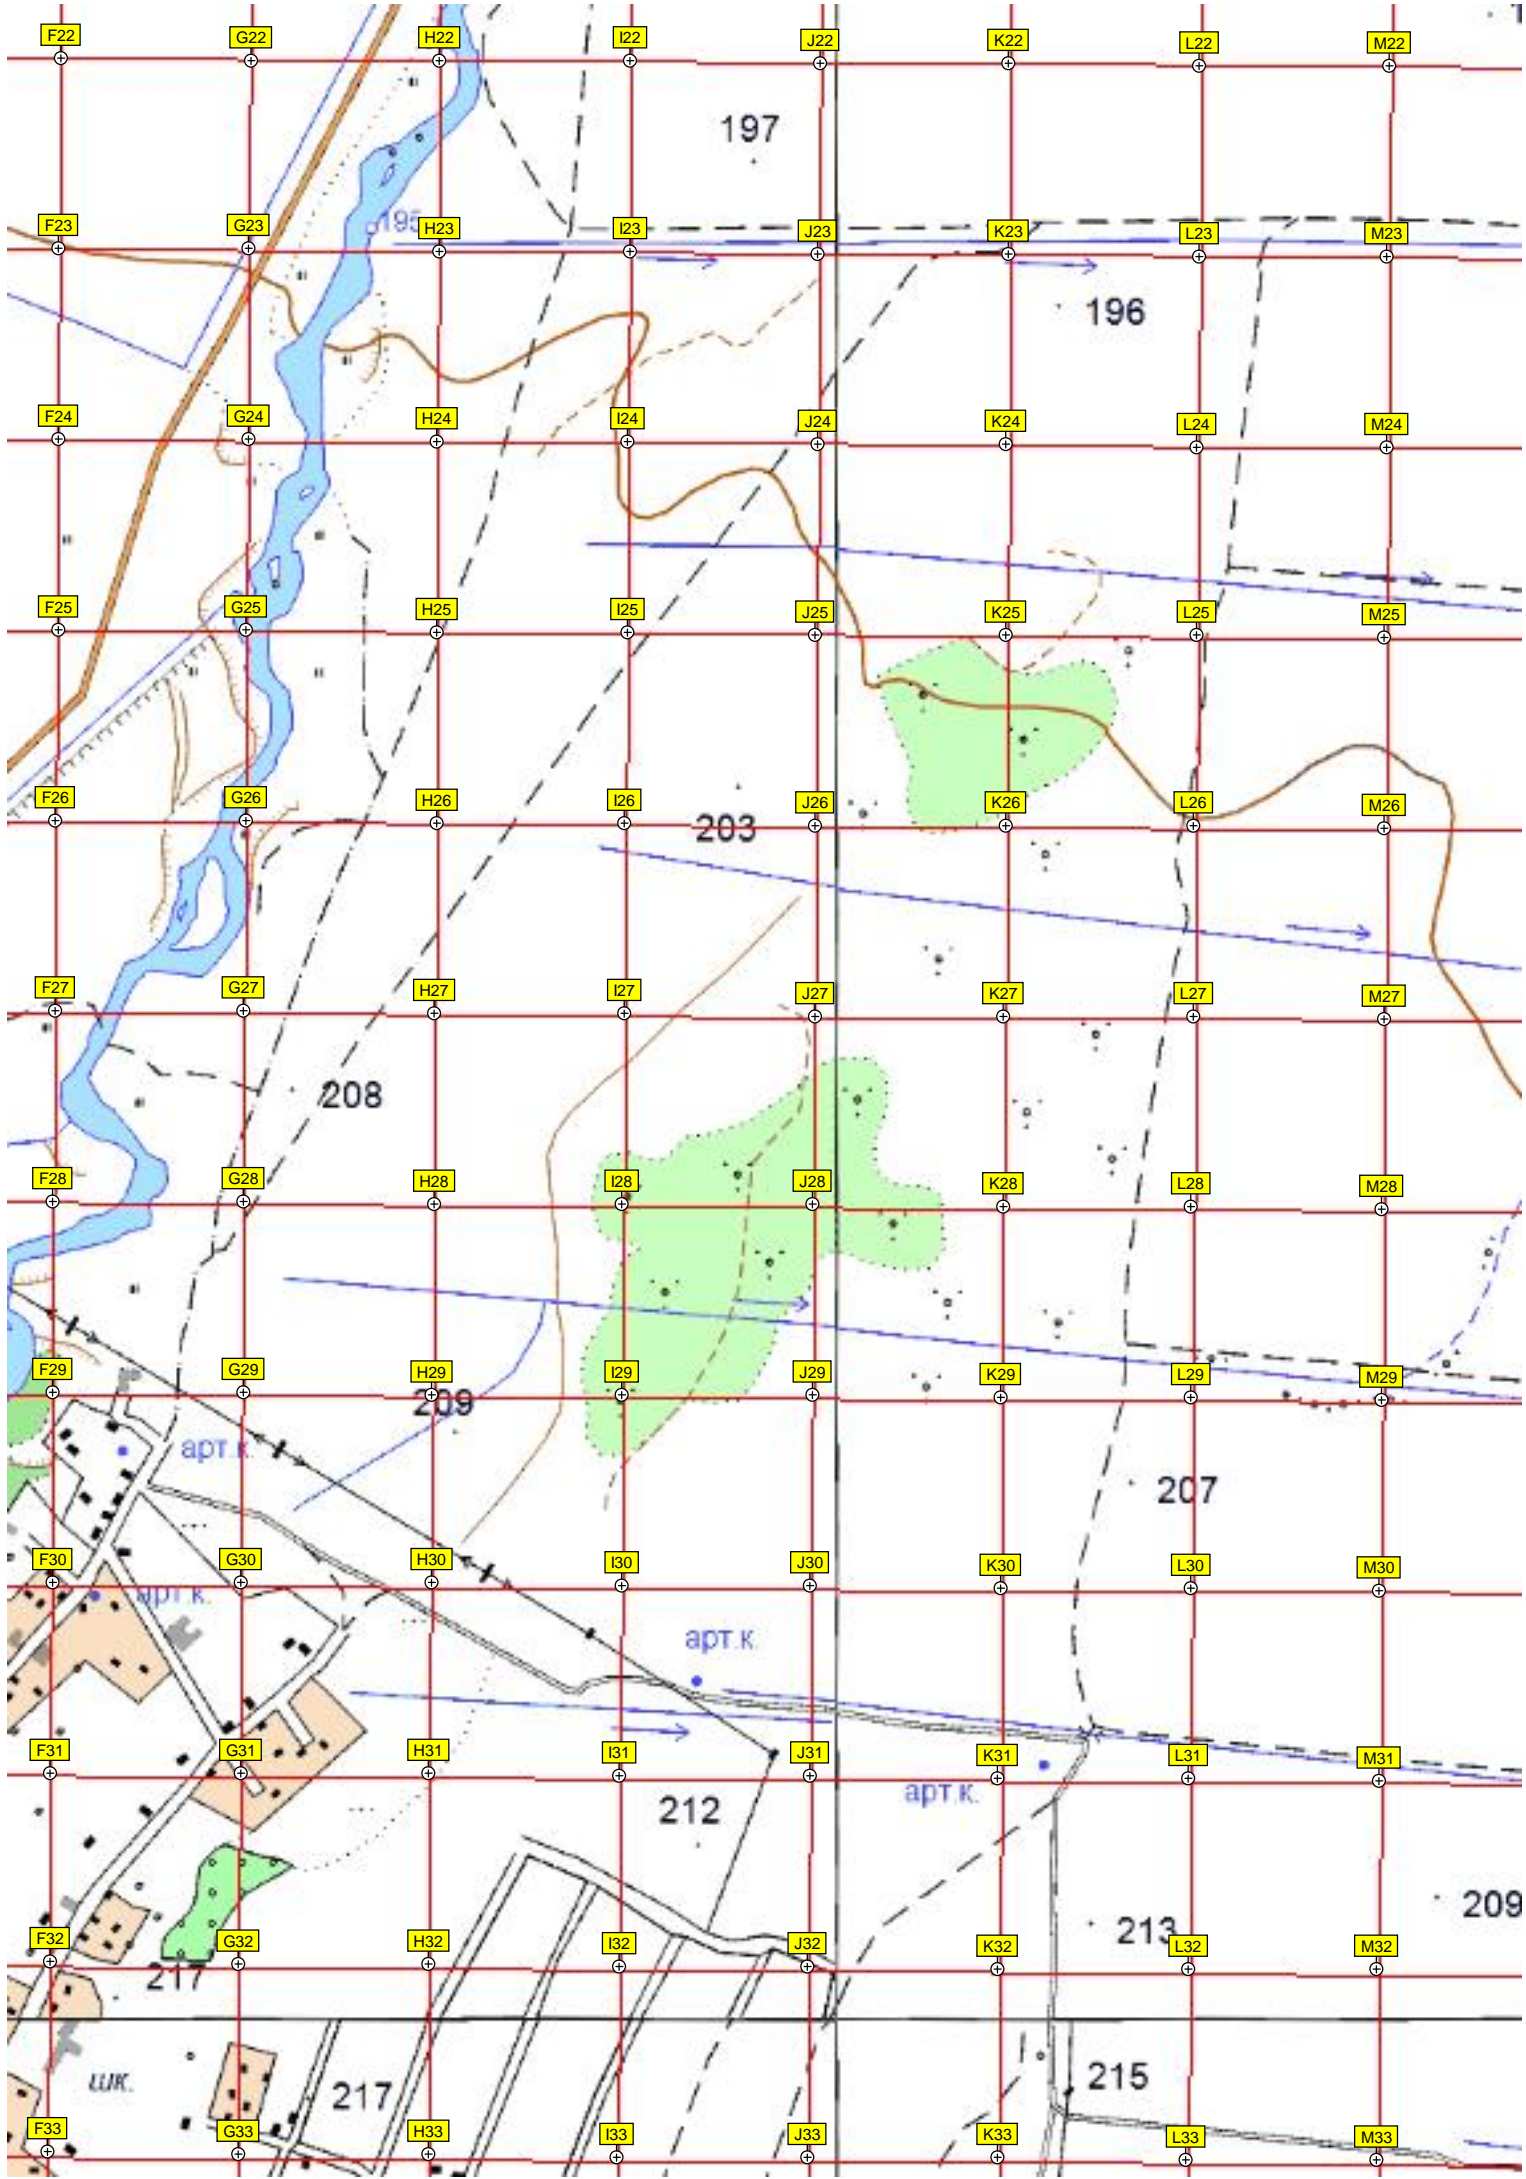 F22 G22 H22 I22 J22 K22 L22 M22
197
195
F23 G23 H23 I23 J23 K23 L23 M23
196
F24 G24 H24 I24 J24 K24 L24 M24
F25 G25 H25 I25 J25 K25 L25 M25
F26 G26 H26 I26 J26 K26 L26 M26
203
F27 G27 H27 I27 J27 K27 L27 M27
208
F28 G28 H28 I28 J28 K28 L28 M28
F29 G29 H29 I29 J29 K29 L29 M29
209
арт.к.
207
F30 G30 H30 I30 J30 K30 L30 M30
арт.к.
арт.к.
F31 G31 H31 I31 J31 K31 L31 M31
арт.к.
212
209
213
F32 G32 H32 I32 J32 K32 L32 M32
217
шк.
217
215
F33 G33 H33 I33 J33 K33 L33 M33